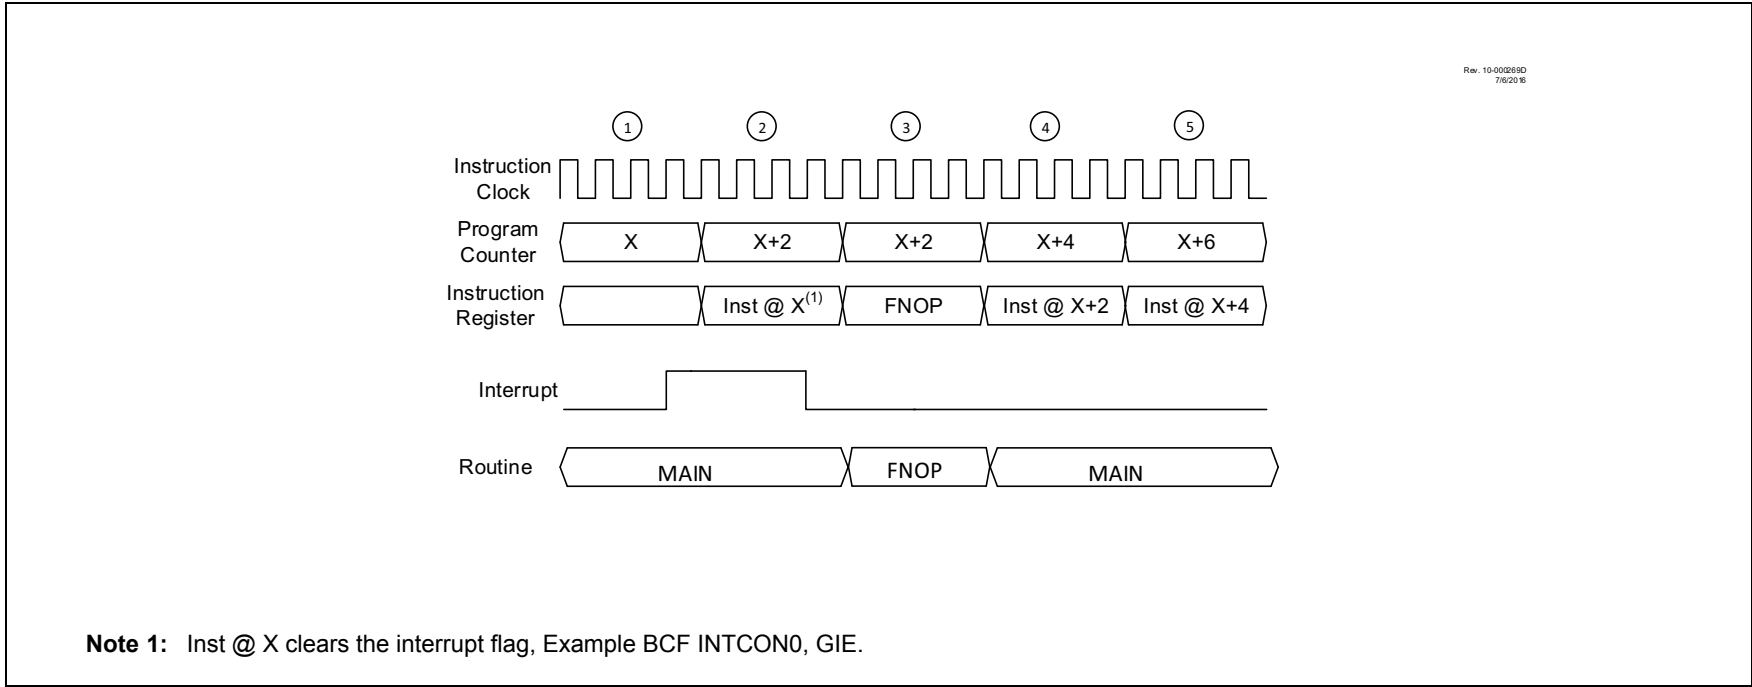 Rev. 10-000269D
7/6/2016
1 2 3 4 5
Instruction
Clock
Program
Counter
X X+2 X+2 X+4 X+6
Instruction
Register
Inst @ X(1) FNOP Inst @ X+2 Inst @ X+4
Interrupt
Routine
MAIN FNOP MAIN
Note 1: Inst @ X clears the interrupt flag, Example BCF INTCON0, GIE.